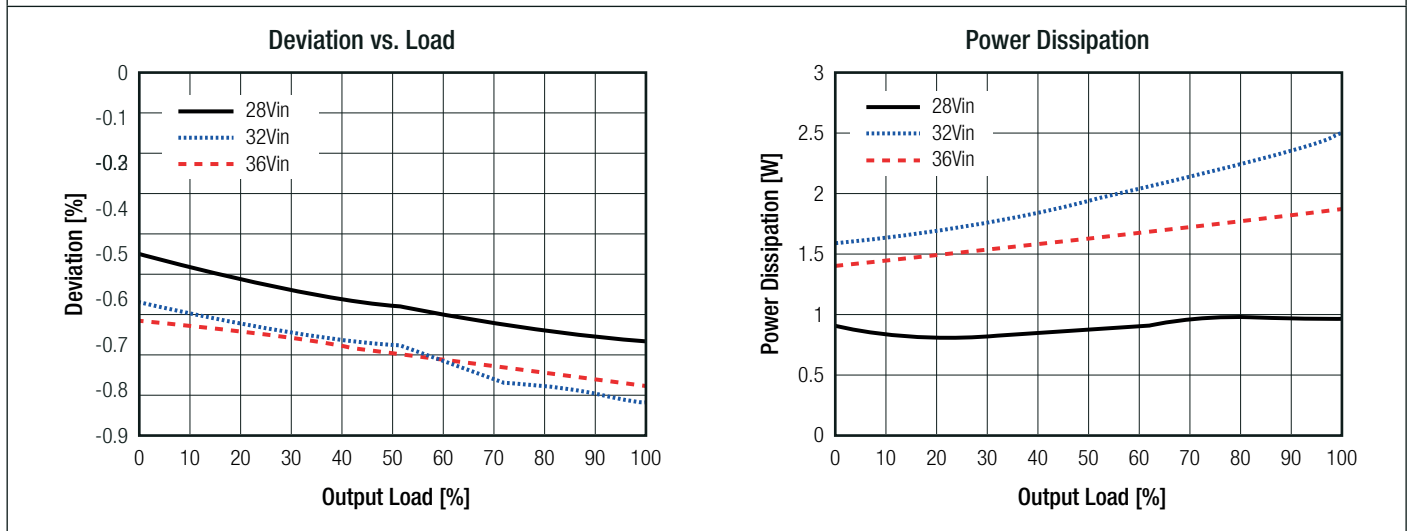 Deviation vs. Load
0
-0.1
-0.3
-0.4
-0.5
-0.6
-0.7
-0.8
-0.9
Deviation [%]
28Vin
32Vin
36Vin
0 10 20 30 40 50 60 70 80 90 100
Output Load [%]
Power Dissipation
3
2.5
2
1.5
1
0.5
0
Power Dissipation [W]
28Vin
32Vin
36Vin
0 10 20 30 40 50 60 70 80 90 100
Output Load [%]